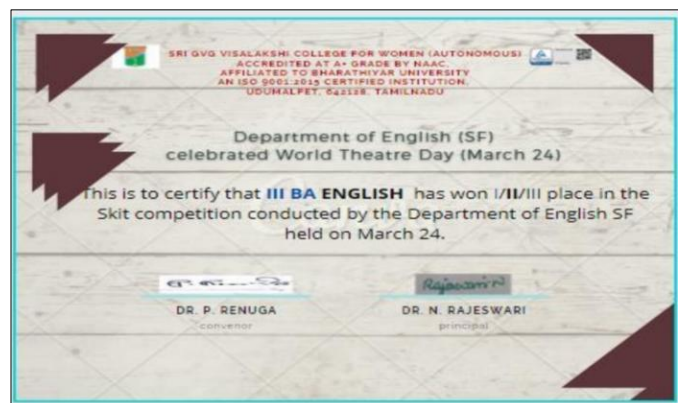 SRI GVG VISALAKSHI COLLEGE FOR WOMEN (AUTONOMOUS)
ACCREDITED AT A+ GRADE BY NAAC,
AFFILIATED TO BHARATHIYAR UNIVERSITY
AN ISO 9001:2015 CERTIFIED INSTITUTION,
UDUMALPET, 642128, TAMILNADU
Department of English (SF)
celebrated World Theatre Day (March 24)
This is to certify that III BA ENGLISH has won I/II/III place in the
Skit competition conducted by the Department of English SF
held on March 24.
Rajeswari N
DR. P. RENUGA
convenor
DR. N. RAJESWARI
principal